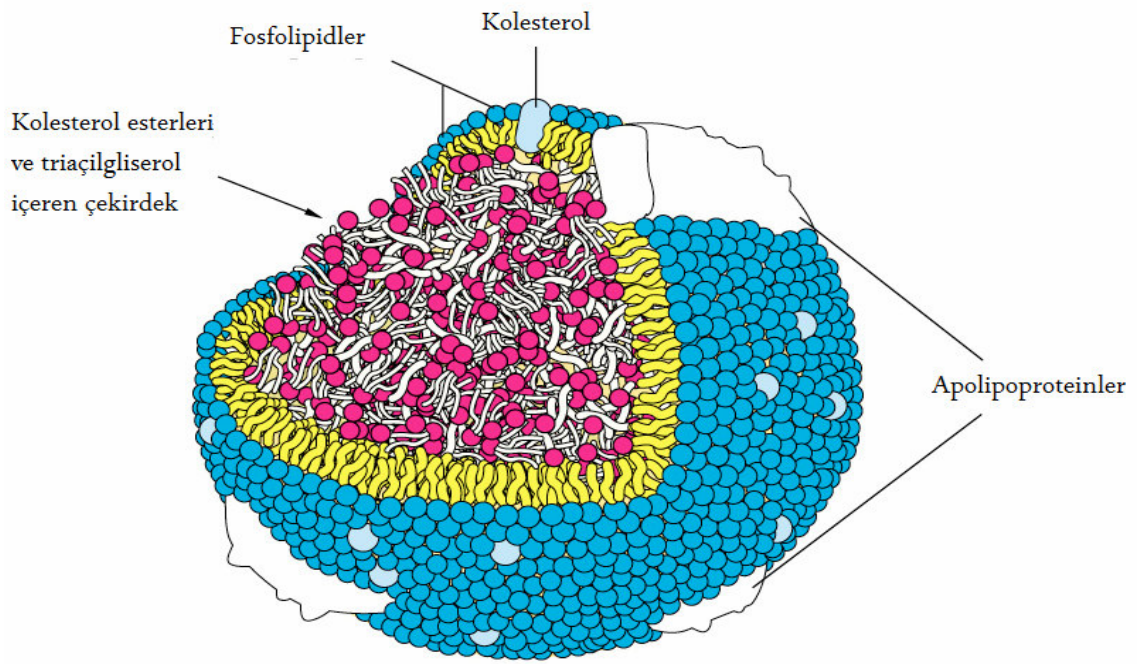 Kolesterol
Fosfolipidler
Kolesterol esterleri
ve triaçilgliserol
içeren çekirdek
Apolipoproteinler